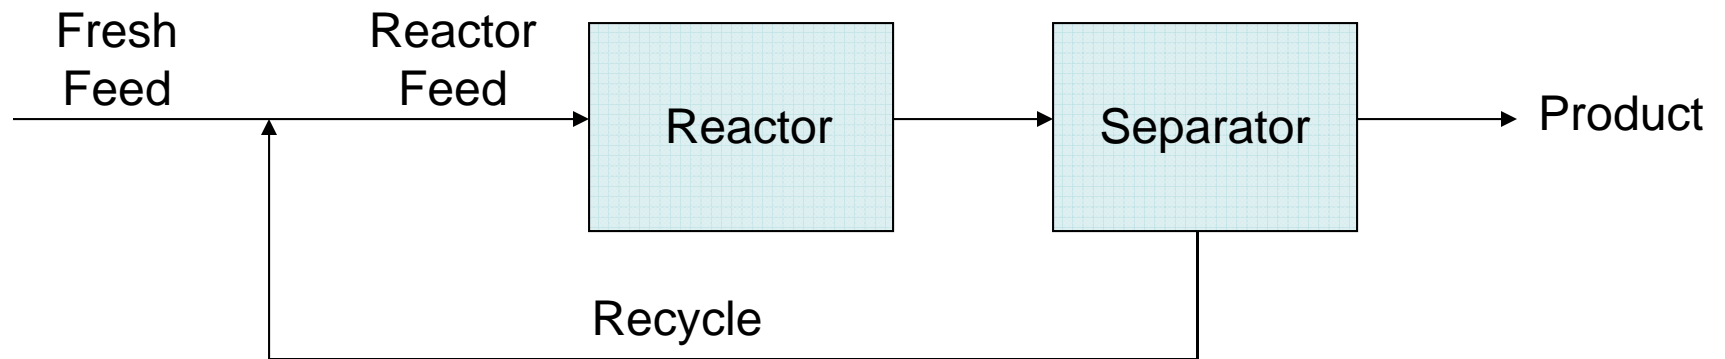 Fresh
Feed
Reactor
Feed
Reactor
Separator
Product
Recycle